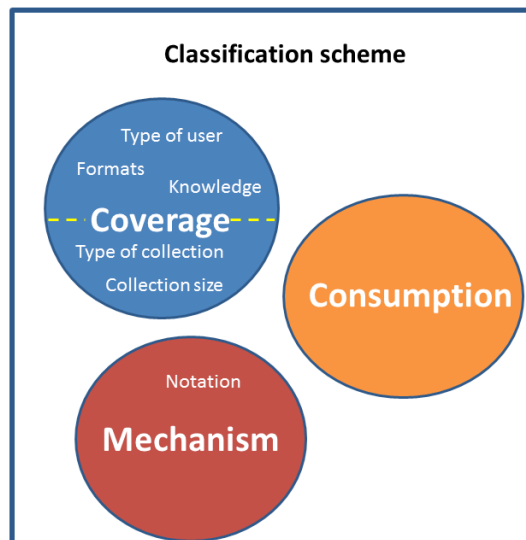 Classification scheme
Type of user
Formats
Knowledge
Coverage
Type of collection
Collection size
Consumption
Notation
Mechanism